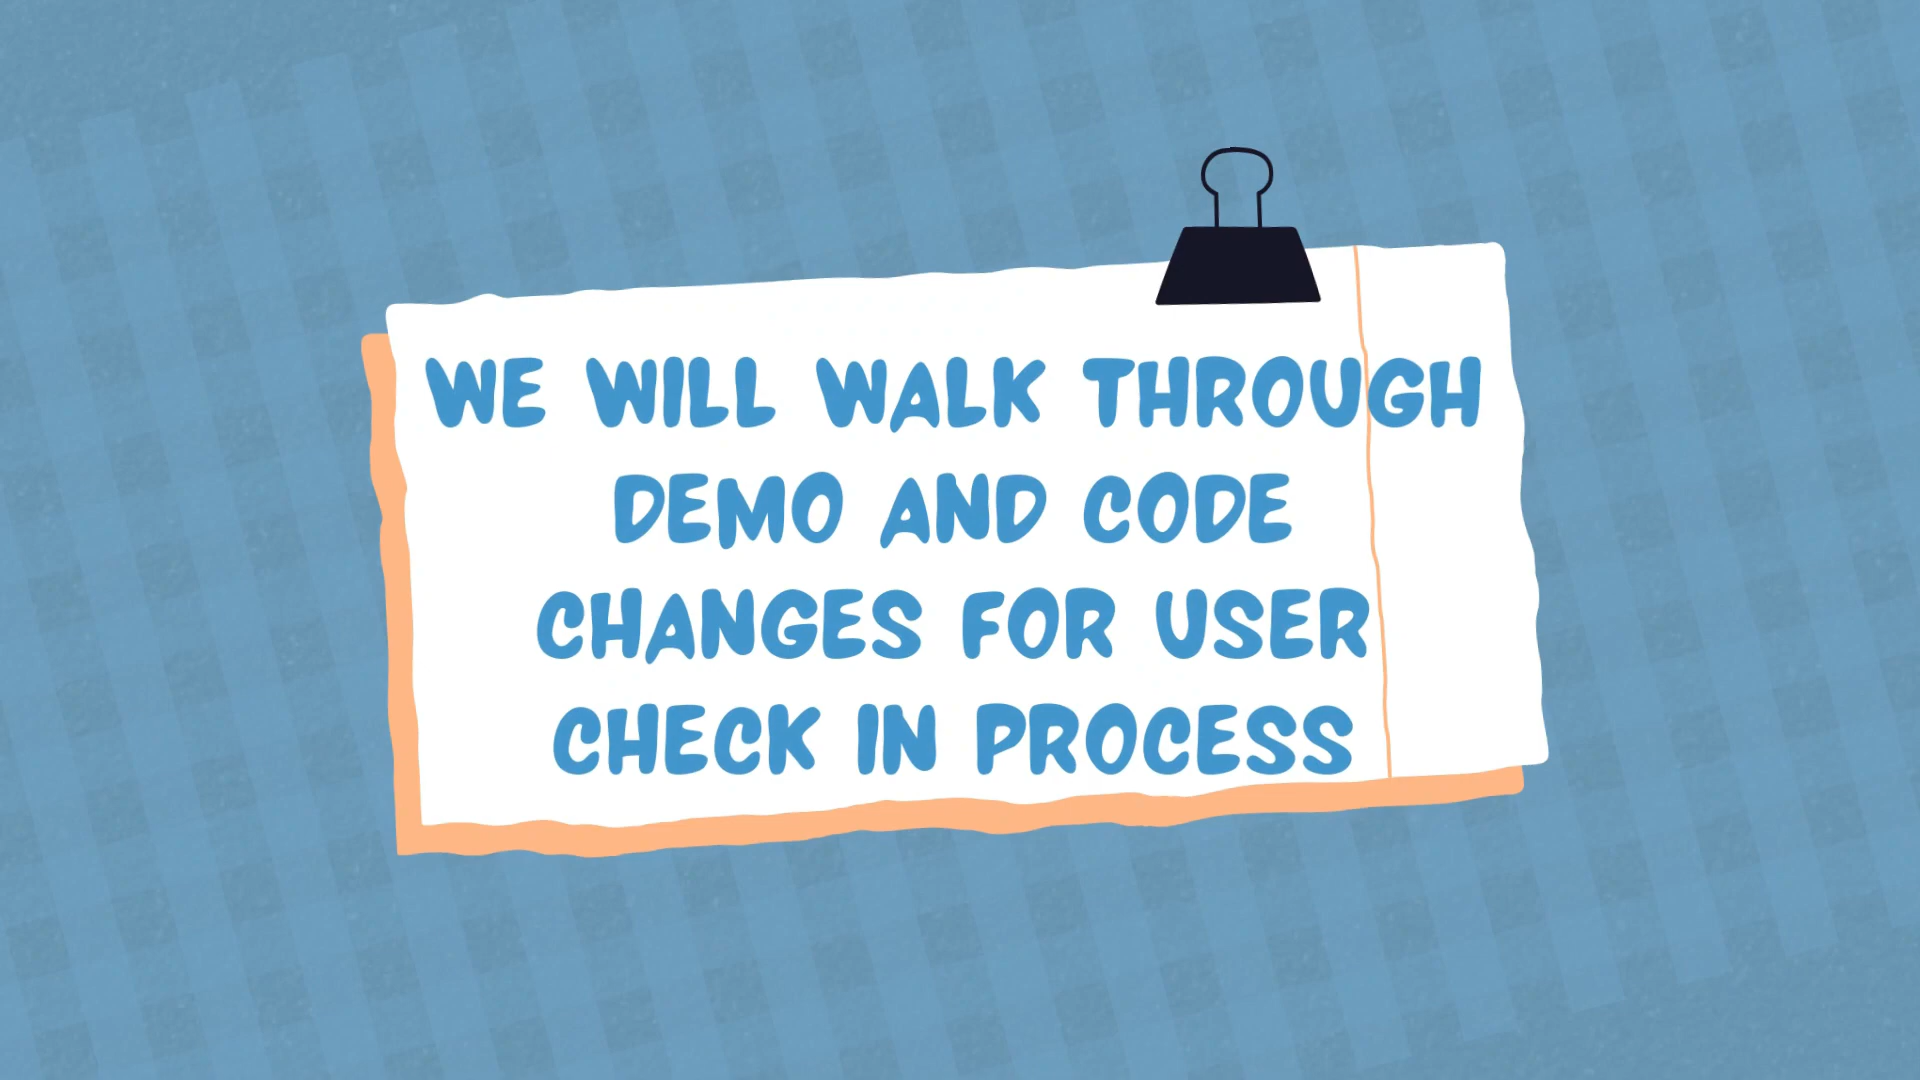 WE WILL WALK THROUGH
DEMO AND CODE
CHANGES FOR USER
CHECK IN PROCESS